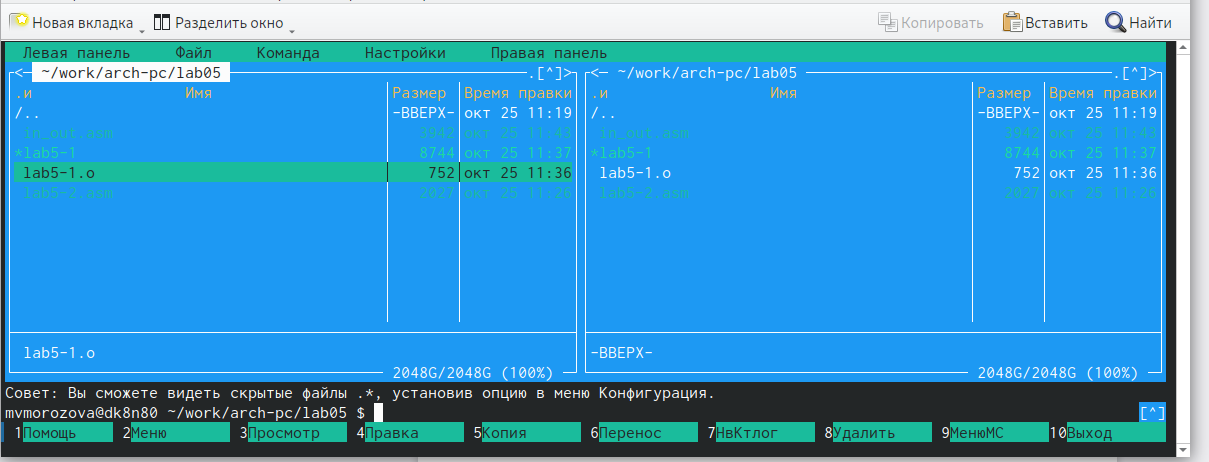 Новая вкладка Разделить окно Копировать Вставить Найти
Левая панель Файл Команда Настройки Правая панель
<─ ~/work/arch-pc/lab05 .[^]> <─ ~/work/arch-pc/lab05 .[^]>
.и Имя Размер Время правки .и Имя Размер Время правки
/.. -ВВЕРХ- окт 25 11:19 /.. -ВВЕРХ- окт 25 11:19
in_out.asm 3942 окт 25 11:43 in_out.asm 3942 окт 25 11:43
*lab5-1 8744 окт 25 11:37 *lab5-1 8744 окт 25 11:37
lab5-1.o 752 окт 25 11:36 lab5-1.o 752 окт 25 11:36
lab5-2.asm 2027 окт 25 11:26 lab5-2.asm 2027 окт 25 11:26
lab5-1.o -ВВЕРХ-
2048G/2048G (100%) 2048G/2048G (100%)
Совет: Вы сможете видеть скрытые файлы .*, установив опцию в меню Конфигурация.
mvmorozova@dk8n80 ~/work/arch-pc/lab05 $ [^]
1Помощь 2Меню 3Просмотр 4Правка 5Копия 6Перенос 7НвКтлог 8Удалить 9МенюМС 10Выход